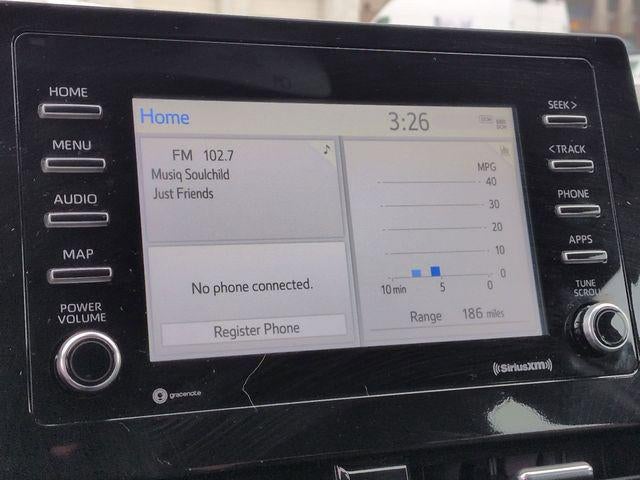 HOME
MENU
AUDIO
MAP
POWER
VOLUME
Home
3:26
FM 102.7
Musiq Soulchild
Just Friends
No phone connected.
Register Phone
MPG
40
30
20
10
0
10 min 5 0
Range 186 miles
SEEK >
< TRACK
PHONE
APPS
TUNE
SCROLL
gracenote
SiriusXM